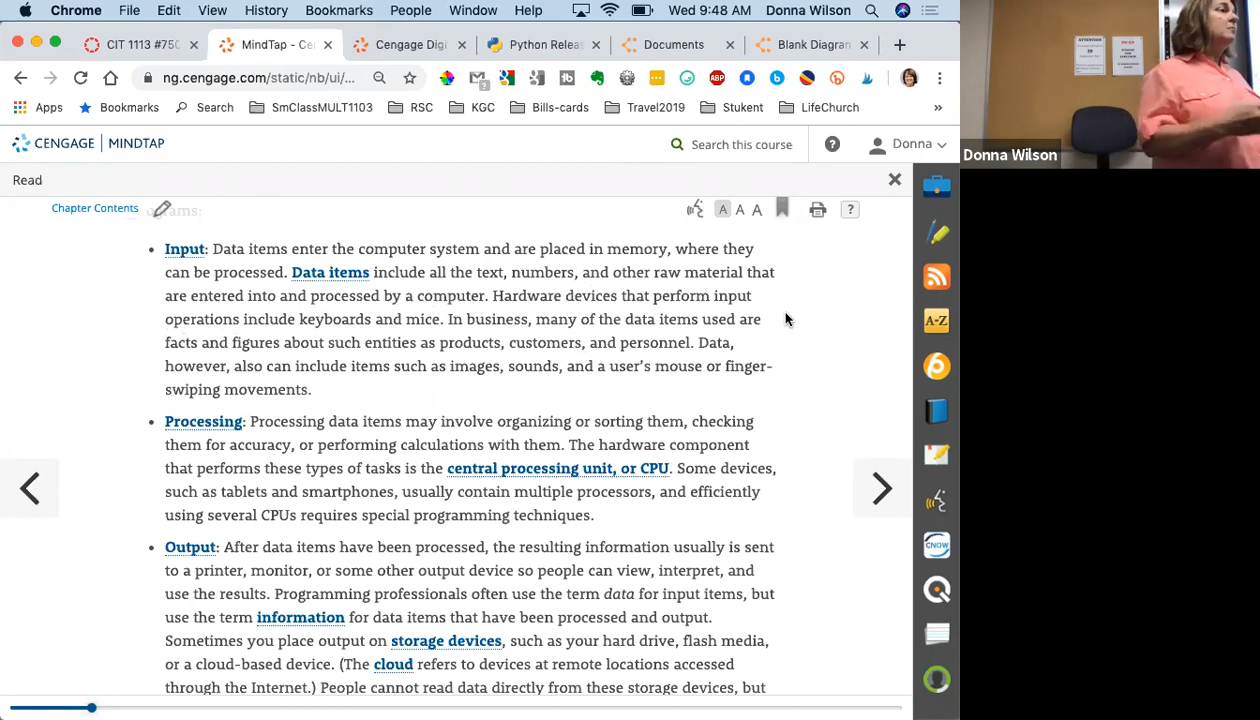 Chrome File Edit View History Bookmarks People Window Help Wed 9:48 AM Donna Wilson
CIT 1113 #750 MindTap - Cen Cengage Digi Python Releas Documents Blank Diagran
ng.cengage.com/static/nb/ui/...
Apps Bookmarks Search SmClassMULT1103 RSC KGC Bills-cards Travel2019 Stukent LifeChurch »
CENGAGE | MINDTAP Search this course ? Donna
Read
Chapter Contents ograms: A A A ?
• Input: Data items enter the computer system and are placed in memory, where they
can be processed. Data items include all the text, numbers, and other raw material that
are entered into and processed by a computer. Hardware devices that perform input
operations include keyboards and mice. In business, many of the data items used are
facts and figures about such entities as products, customers, and personnel. Data,
however, also can include items such as images, sounds, and a user's mouse or finger-
swiping movements.
• Processing: Processing data items may involve organizing or sorting them, checking
them for accuracy, or performing calculations with them. The hardware component
that performs these types of tasks is the central processing unit, or CPU. Some devices,
such as tablets and smartphones, usually contain multiple processors, and efficiently
using several CPUs requires special programming techniques.
• Output: After data items have been processed, the resulting information usually is sent
to a printer, monitor, or some other output device so people can view, interpret, and
use the results. Programming professionals often use the term data for input items, but
use the term information for data items that have been processed and output.
Sometimes you place output on storage devices, such as your hard drive, flash media,
or a cloud-based device. (The cloud refers to devices at remote locations accessed
through the Internet.) People cannot read data directly from these storage devices, but
A-Z
CNOW
ATTENTION
Donna Wilson